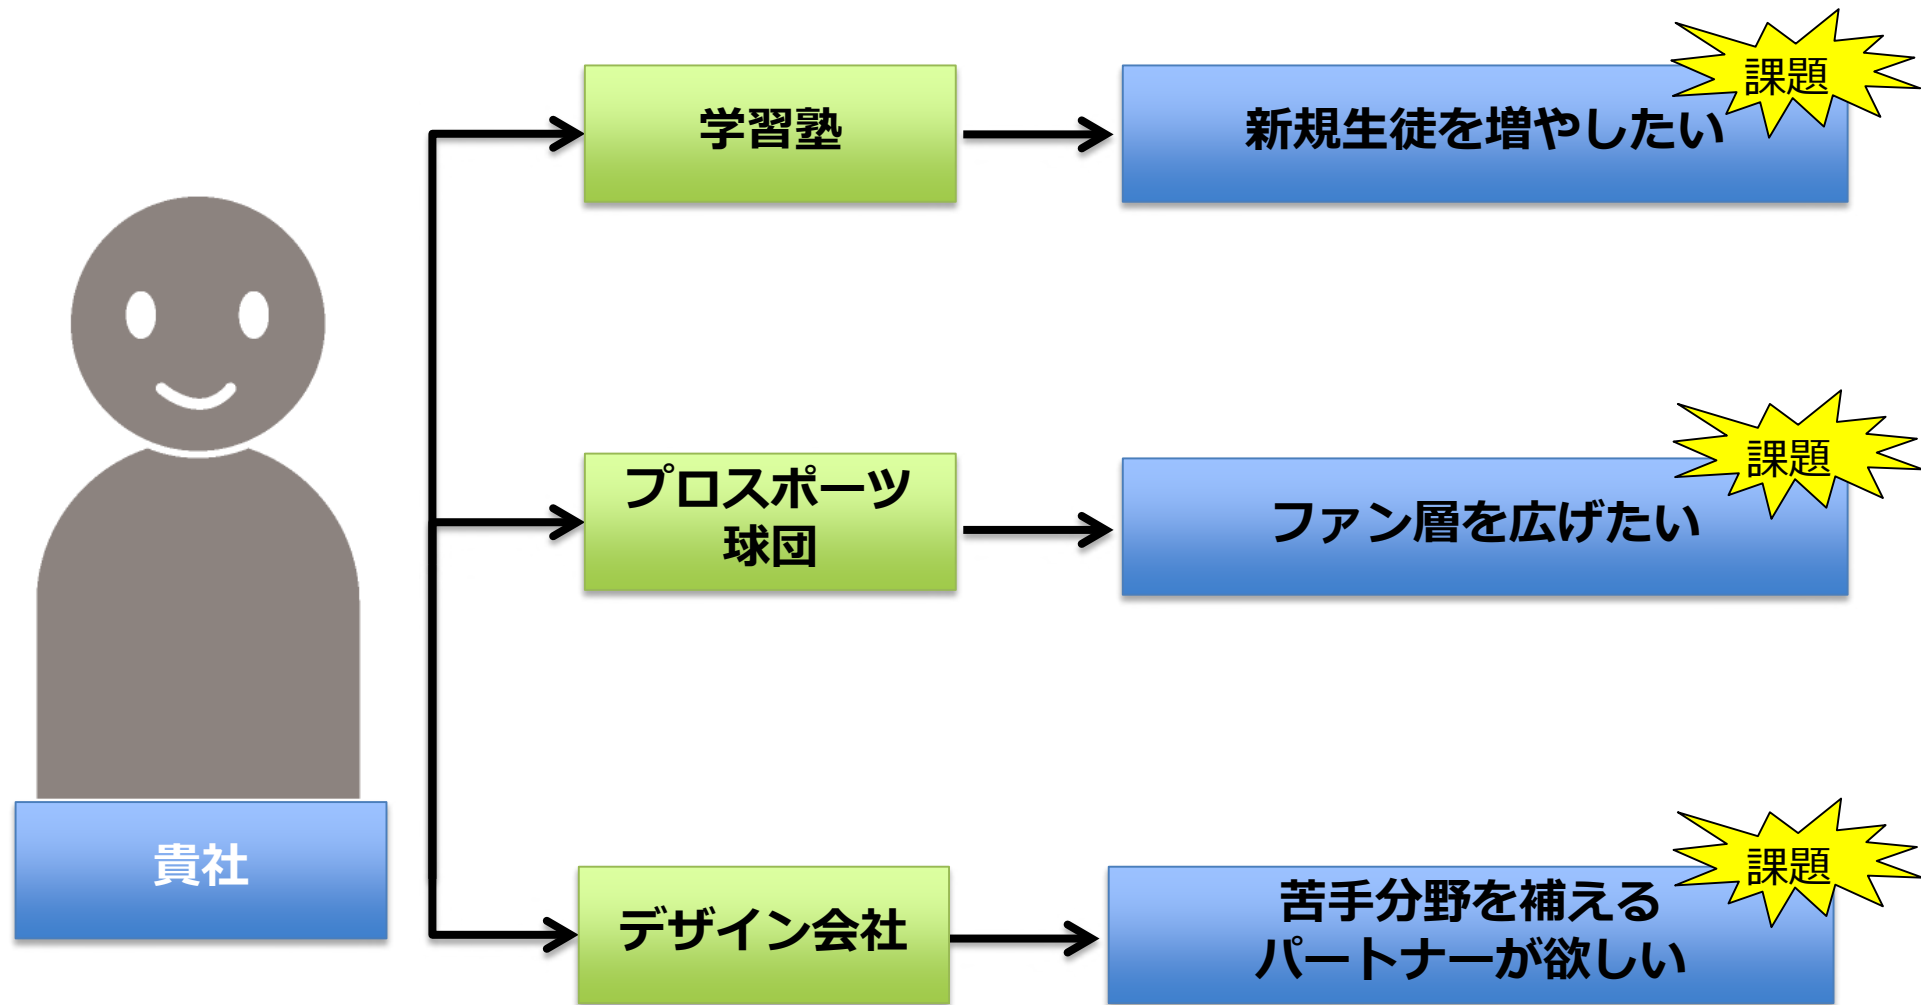 課題
学習塾
新規生徒を増やしたい
課題
プロスポーツ
球団
ファン層を広げたい
貴社
課題
デザイン会社
苦手分野を補える
パートナーが欲しい